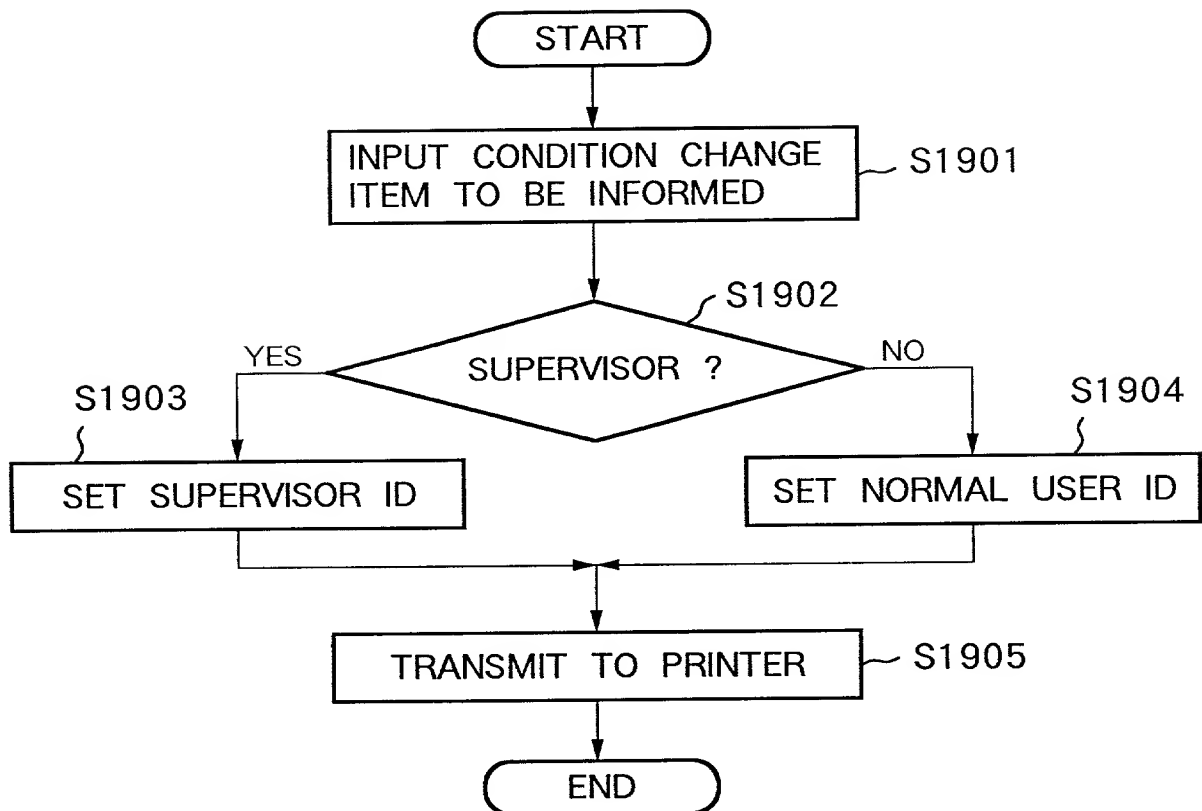 START
INPUT CONDITION CHANGE
ITEM TO BE INFORMED
S1901
S1902
SUPERVISOR ?
YES
NO
S1903
S1904
SET SUPERVISOR ID
SET NORMAL USER ID
TRANSMIT TO PRINTER
S1905
END